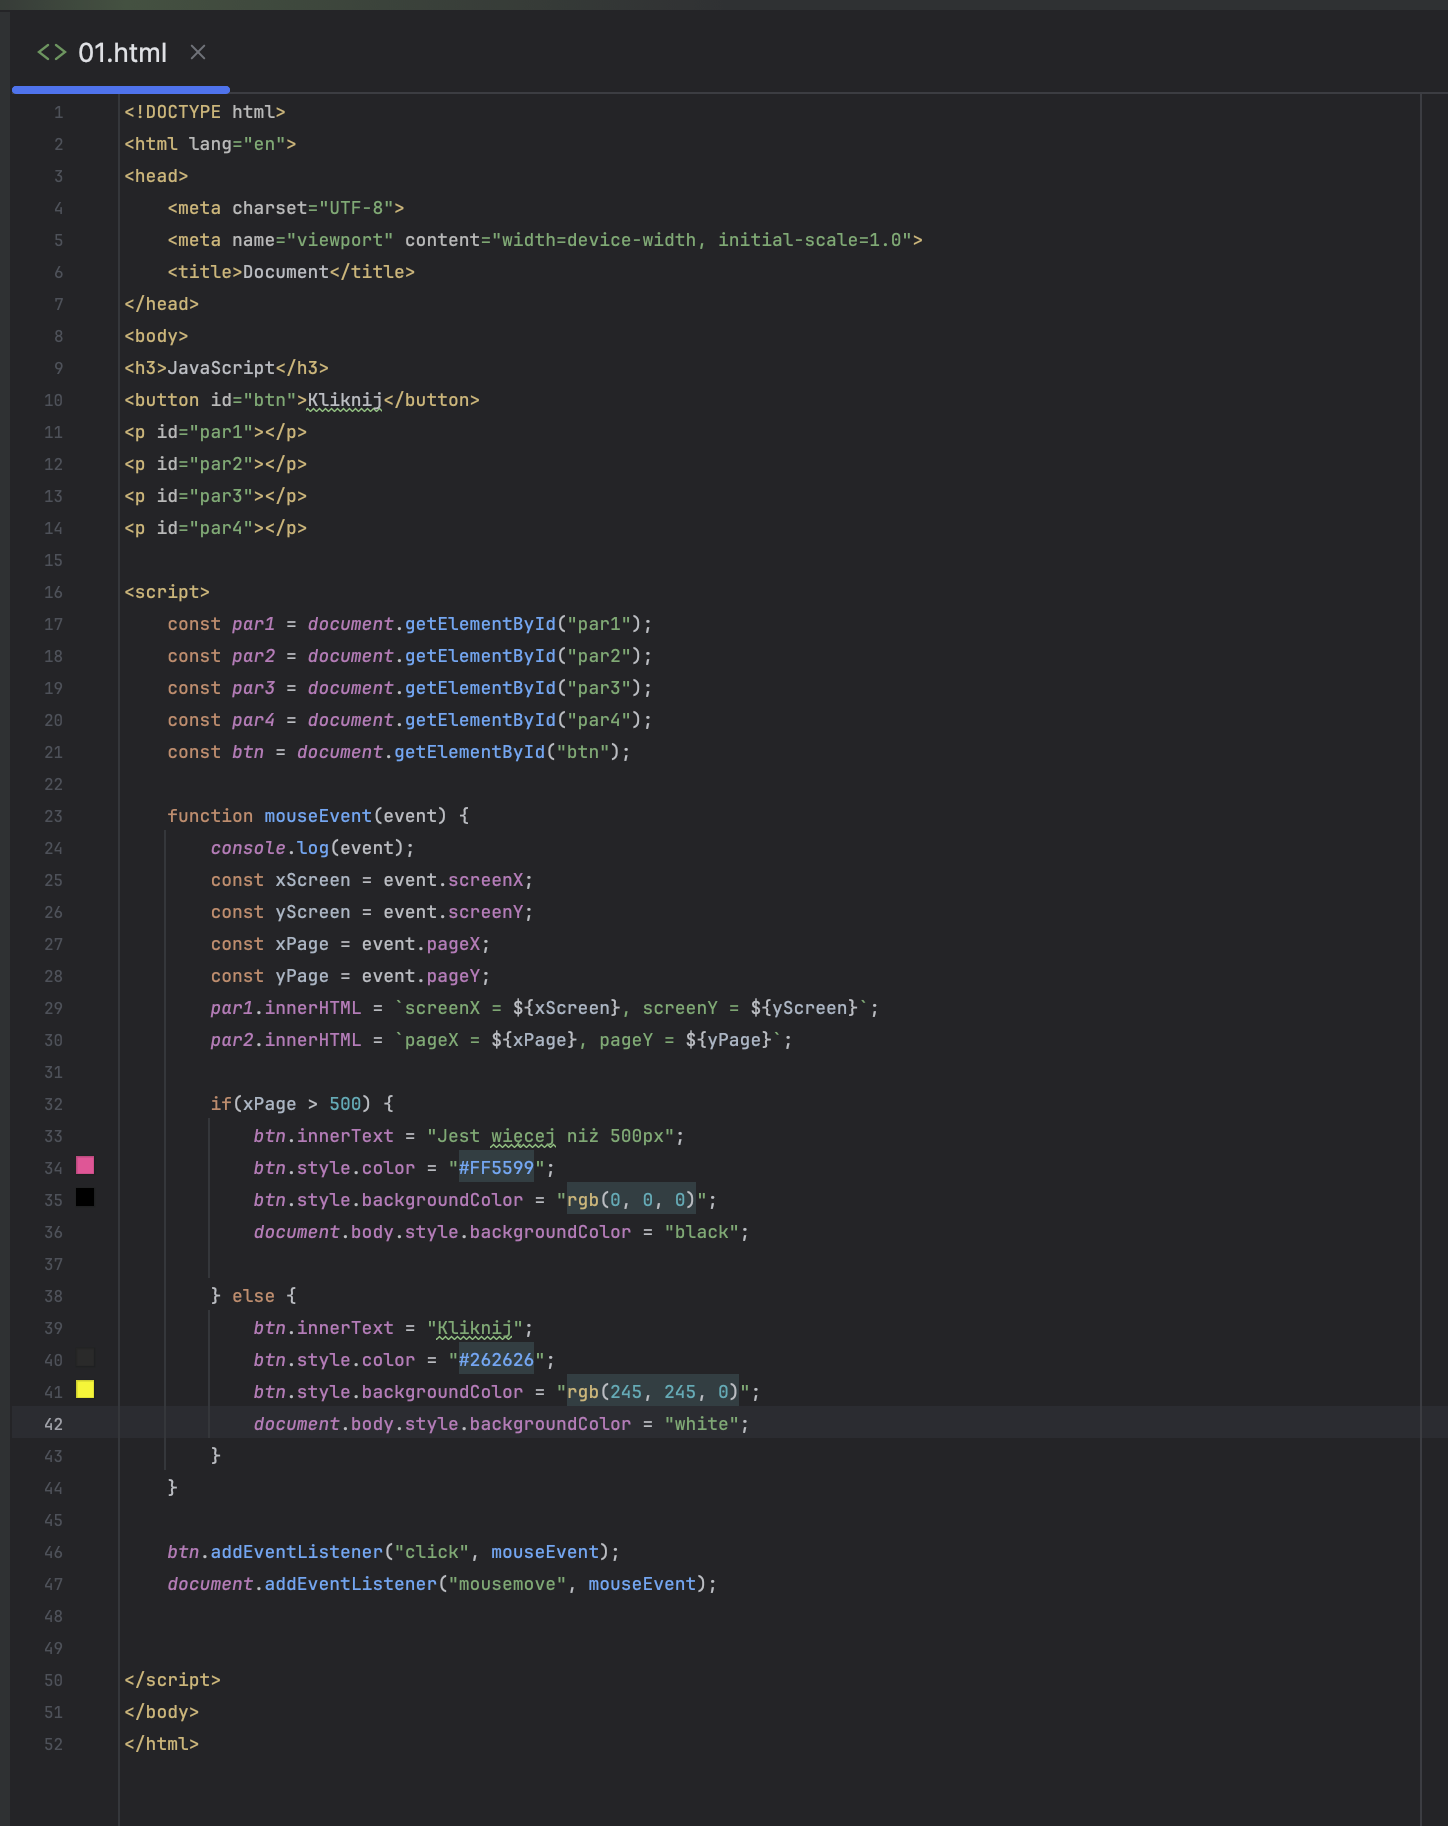 01.html
1 <!DOCTYPE html>
2 <html lang="en">
3 <head>
4     <meta charset="UTF-8">
5     <meta name="viewport" content="width=device-width, initial-scale=1.0">
6     <title>Document</title>
7 </head>
8 <body>
9 <h3>JavaScript</h3>
10 <button id="btn">Kliknij</button>
11 <p id="par1"></p>
12 <p id="par2"></p>
13 <p id="par3"></p>
14 <p id="par4"></p>
15
16 <script>
17     const par1 = document.getElementById("par1");
18     const par2 = document.getElementById("par2");
19     const par3 = document.getElementById("par3");
20     const par4 = document.getElementById("par4");
21     const btn = document.getElementById("btn");
22
23     function mouseEvent(event) {
24         console.log(event);
25         const xScreen = event.screenX;
26         const yScreen = event.screenY;
27         const xPage = event.pageX;
28         const yPage = event.pageY;
29         par1.innerHTML = `screenX = ${xScreen}, screenY = ${yScreen}`;
30         par2.innerHTML = `pageX = ${xPage}, pageY = ${yPage}`;
31
32         if(xPage > 500) {
33             btn.innerText = "Jest więcej niż 500px";
34             btn.style.color = "#FF5599";
35             btn.style.backgroundColor = "rgb(0, 0, 0)";
36             document.body.style.backgroundColor = "black";
37
38         } else {
39             btn.innerText = "Kliknij";
40             btn.style.color = "#262626";
41             btn.style.backgroundColor = "rgb(245, 245, 0)";
42             document.body.style.backgroundColor = "white";
43         }
44     }
45
46     btn.addEventListener("click", mouseEvent);
47     document.addEventListener("mousemove", mouseEvent);
48
49
50 </script>
51 </body>
52 </html>